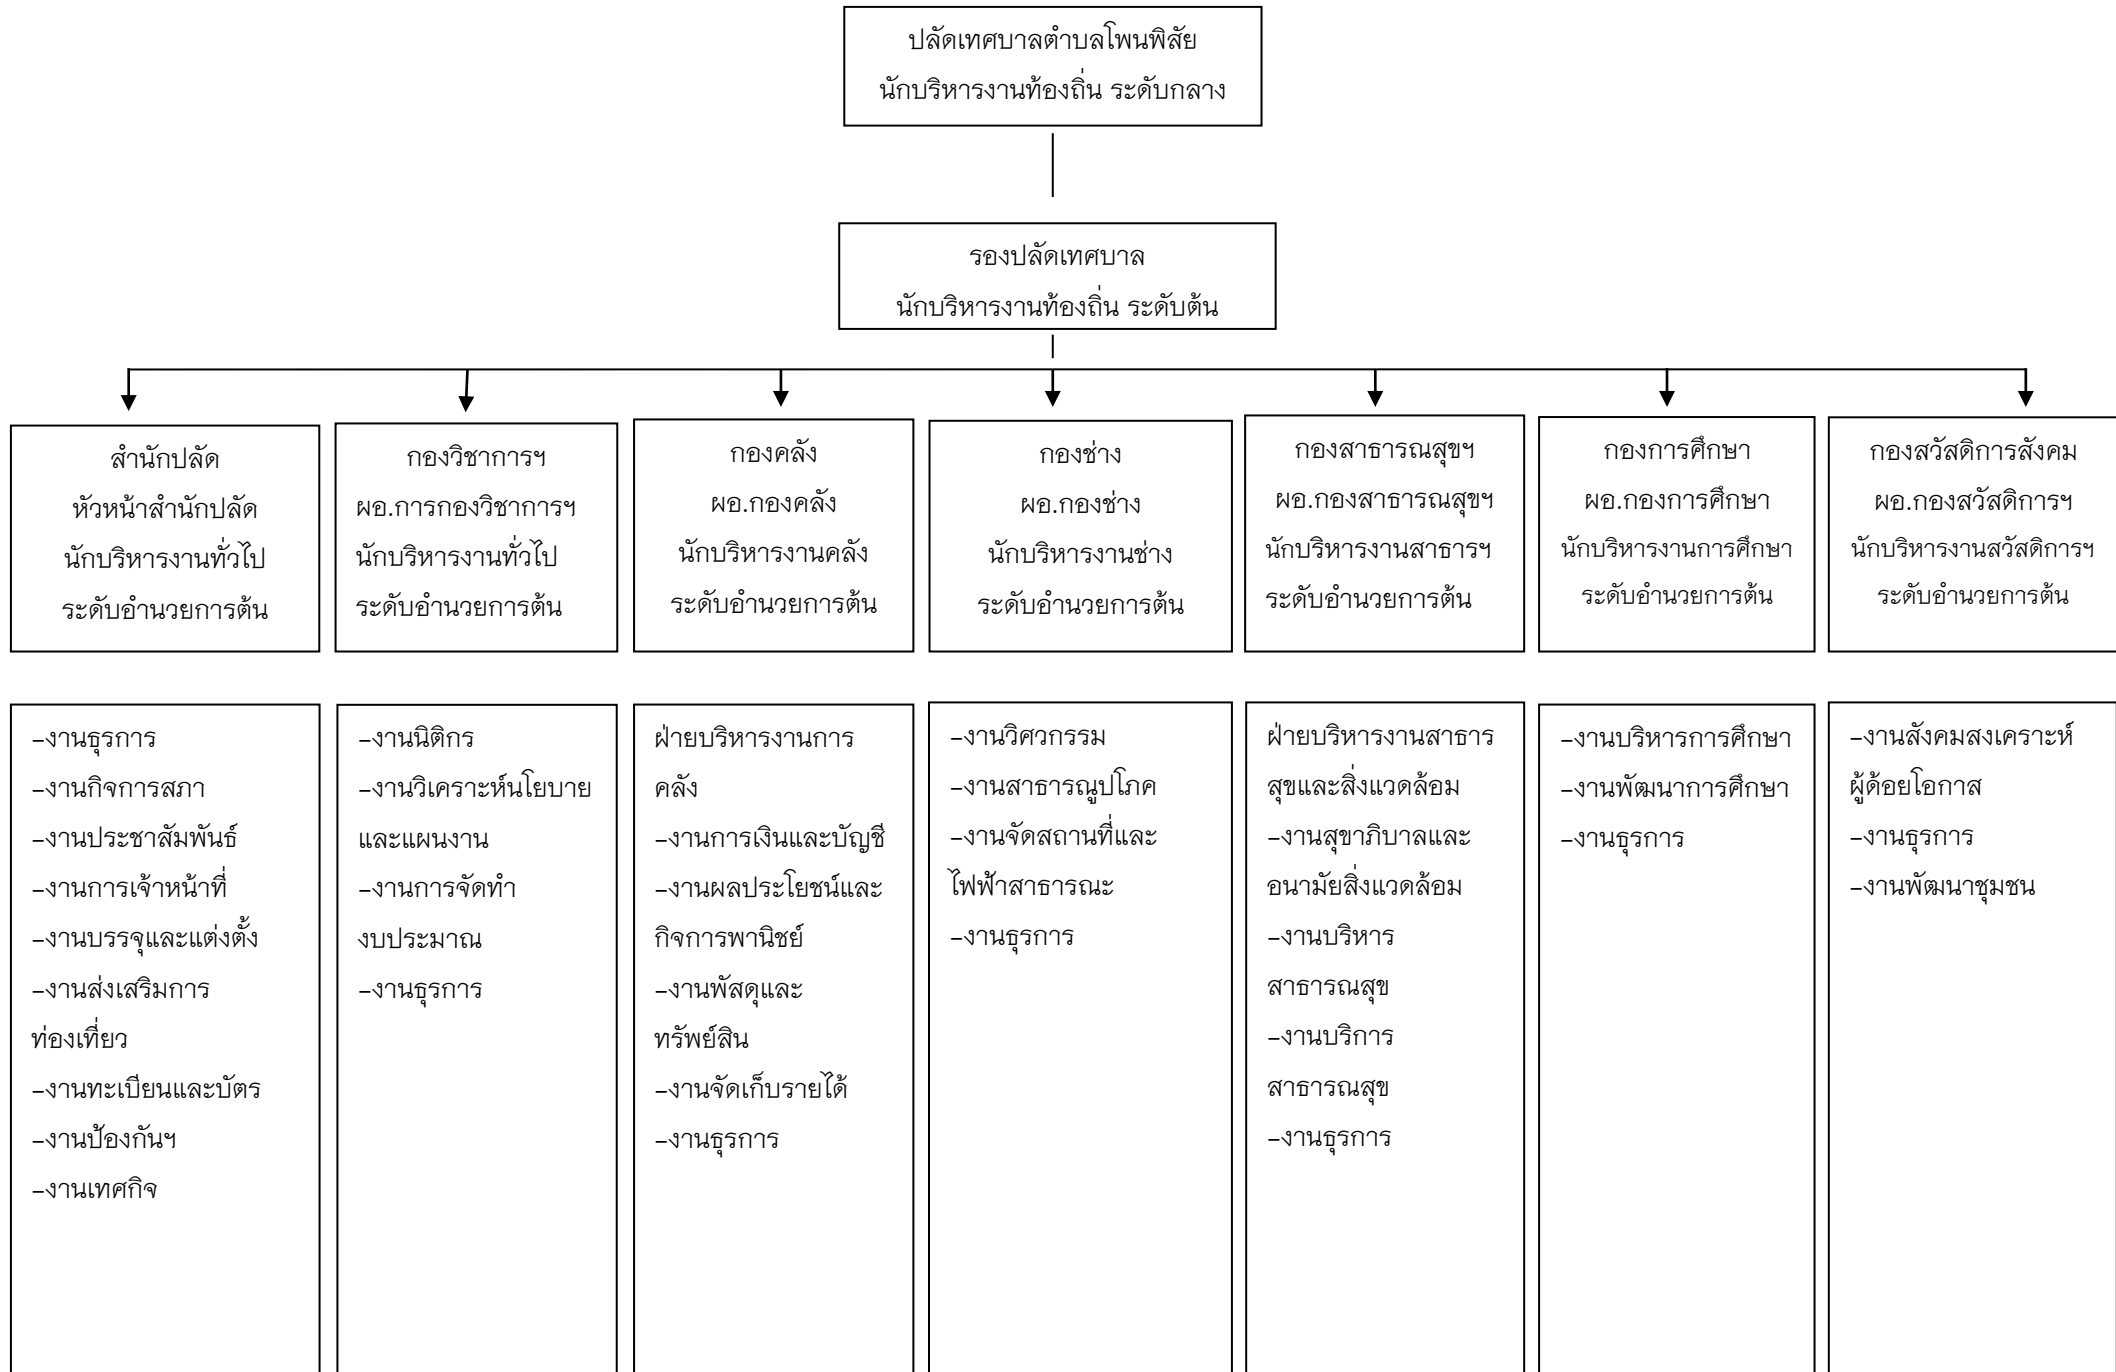 ปลัดเทศบาลตำบลโพนพิสัย
นักบริหารงานท้องถิ่น ระดับกลาง
รองปลัดเทศบาล
นักบริหารงานท้องถิ่น ระดับต้น
สำนักปลัด
หัวหน้าสำนักปลัด
นักบริหารงานทั่วไป
ระดับอำนวยการต้น
กองวิชาการฯ
ผอ.การกองวิชาการฯ
นักบริหารงานทั่วไป
ระดับอำนวยการต้น
กองคลัง
ผอ.กองคลัง
นักบริหารงานคลัง
ระดับอำนวยการต้น
กองช่าง
ผอ.กองช่าง
นักบริหารงานช่าง
ระดับอำนวยการต้น
กองสาธารณสุขฯ
ผอ.กองสาธารณสุขฯ
นักบริหารงานสาธารฯ
ระดับอำนวยการต้น
กองการศึกษา
ผอ.กองการศึกษา
นักบริหารงานการศึกษา
ระดับอำนวยการต้น
กองสวัสดิการสังคม
ผอ.กองสวัสดิการฯ
นักบริหารงานสวัสดิการฯ
ระดับอำนวยการต้น
-งานธุรการ
-งานกิจการสภา
-งานประชาสัมพันธ์
-งานการเจ้าหน้าที่
-งานบรรจุและแต่งตั้ง
-งานส่งเสริมการ
ท่องเที่ยว
-งานทะเบียนและบัตร
-งานป้องกันฯ
-งานเทศกิจ
-งานนิติกร
-งานวิเคราะห์นโยบาย
และแผนงาน
-งานการจัดทำ
งบประมาณ
-งานธุรการ
ฝ่ายบริหารงานการ
คลัง
-งานการเงินและบัญชี
-งานผลประโยชน์และ
กิจการพานิชย์
-งานพัสดุและ
ทรัพย์สิน
-งานจัดเก็บรายได้
-งานธุรการ
-งานวิศวกรรม
-งานสาธารณูปโภค
-งานจัดสถานที่และ
ไฟฟ้าสาธารณะ
-งานธุรการ
ฝ่ายบริหารงานสาธาร
สุขและสิ่งแวดล้อม
-งานสุขาภิบาลและ
อนามัยสิ่งแวดล้อม
-งานบริหาร
สาธารณสุข
-งานบริการ
สาธารณสุข
-งานธุรการ
-งานบริหารการศึกษา
-งานพัฒนาการศึกษา
-งานธุรการ
-งานสังคมสงเคราะห์
ผู้ด้อยโอกาส
-งานธุรการ
-งานพัฒนาชุมชน